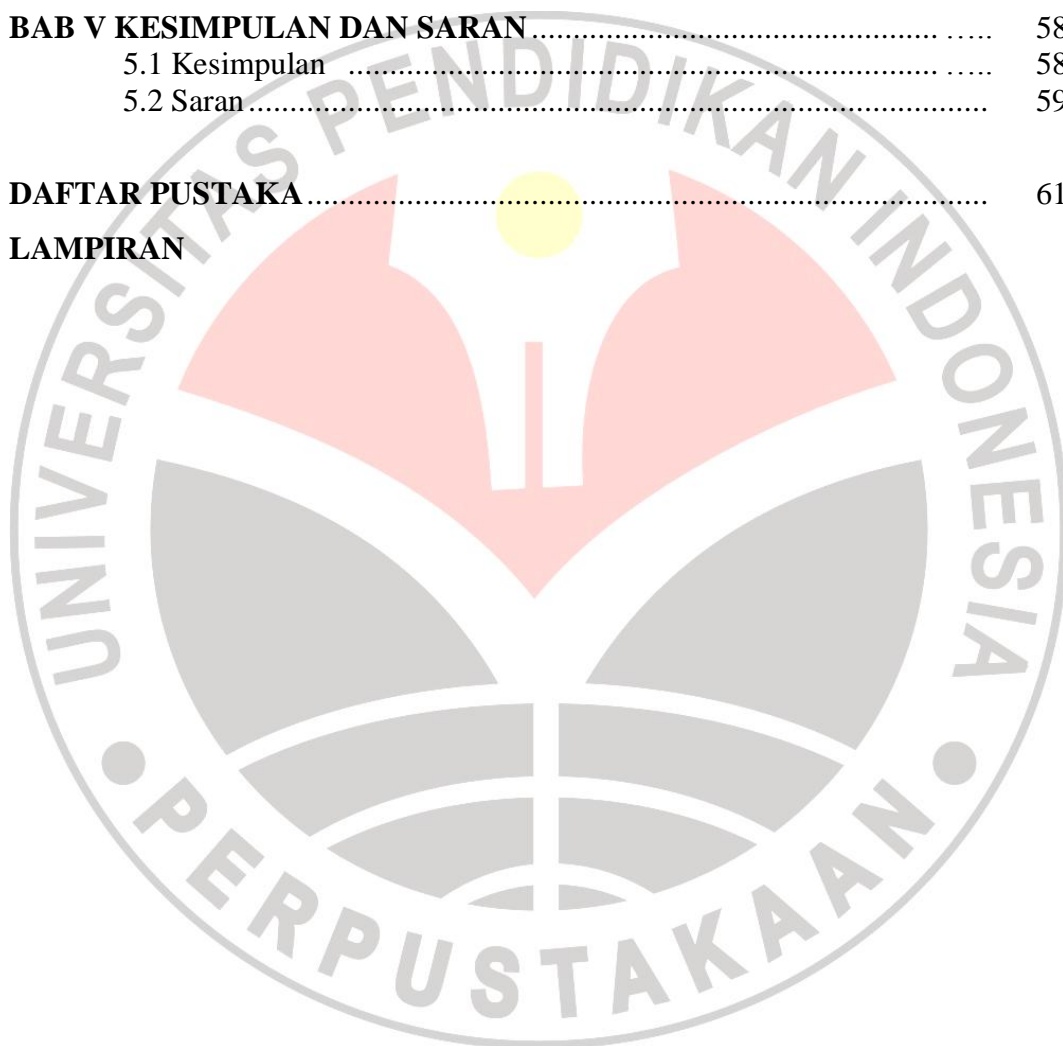 BAB V KESIMPULAN DAN SARAN.................................................. ….. 58
5.1 Kesimpulan ........................................................................ ….. 58
5.2 Saran.......................................................................................... 59
DAFTAR PUSTAKA................................................................................... 61
LAMPIRAN
UNIVERSITAS PENDIDIKAN INDONESIA
PERPUSTAKAAN